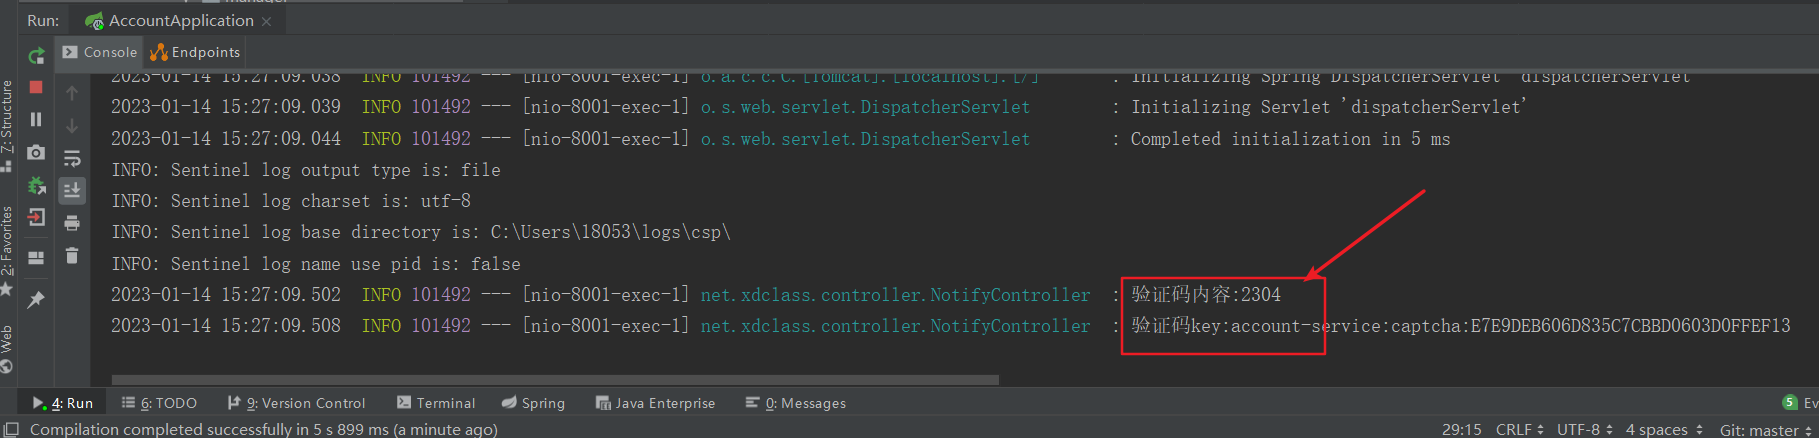 manager
Run: AccountApplication ×
Console Endpoints
2023-01-14 15:27:09.038 INFO 101492 --- [nio-8001-exec-1] o.a.c.c.C.[Tomcat].[localhost].[/] : Initializing Spring DispatcherServlet 'dispatcherServlet'
2023-01-14 15:27:09.039 INFO 101492 --- [nio-8001-exec-1] o.s.web.servlet.DispatcherServlet : Initializing Servlet 'dispatcherServlet'
2023-01-14 15:27:09.044 INFO 101492 --- [nio-8001-exec-1] o.s.web.servlet.DispatcherServlet : Completed initialization in 5 ms
INFO: Sentinel log output type is: file
INFO: Sentinel log charset is: utf-8
INFO: Sentinel log base directory is: C:\Users\18053\logs\csp\
INFO: Sentinel log name use pid is: false
2023-01-14 15:27:09.502 INFO 101492 --- [nio-8001-exec-1] net.xdclass.controller.NotifyController : 验证码内容:2304
2023-01-14 15:27:09.508 INFO 101492 --- [nio-8001-exec-1] net.xdclass.controller.NotifyController : 验证码key:account-service:captcha:E7E9DEB606D835C7CBBD0603D0FFEF13
7: Structure
2: Favorites
Web
4: Run 6: TODO 9: Version Control Terminal Spring Java Enterprise 0: Messages 5 Ev
Compilation completed successfully in 5 s 899 ms (a minute ago) 29:15 CRLF UTF-8 4 spaces Git: master